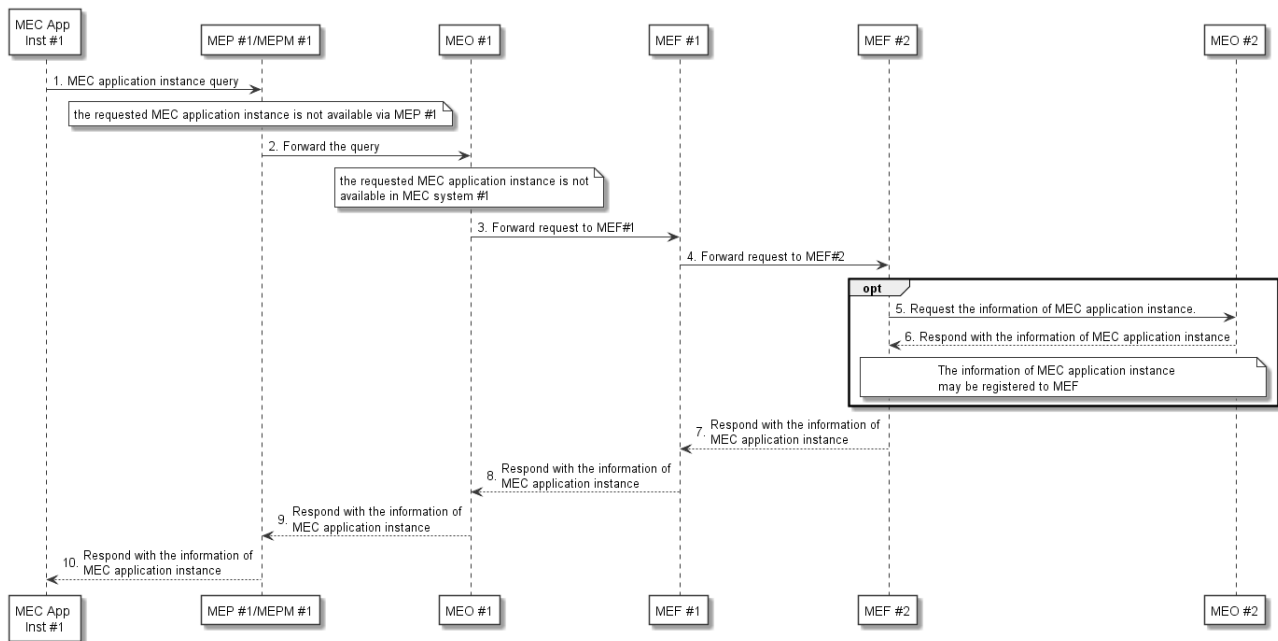 MEC App
Inst #1
MEP #1/MEPM #1
MEO #1
MEF #1
MEF #2
MEO #2
1. MEC application instance query
the requested MEC application instance is not available via MEP #1
2. Forward the query
the requested MEC application instance is not
available in MEC system #1
3. Forward request to MEF#1
4. Forward request to MEF#2
opt
5. Request the information of MEC application instance.
6. Respond with the information of MEC application instance
The information of MEC application instance
may be registered to MEF
7. Respond with the information of
MEC application instance
8. Respond with the information of
MEC application instance
9. Respond with the information of
MEC application instance
10. Respond with the information of
MEC application instance
MEC App
Inst #1
MEP #1/MEPM #1
MEO #1
MEF #1
MEF #2
MEO #2